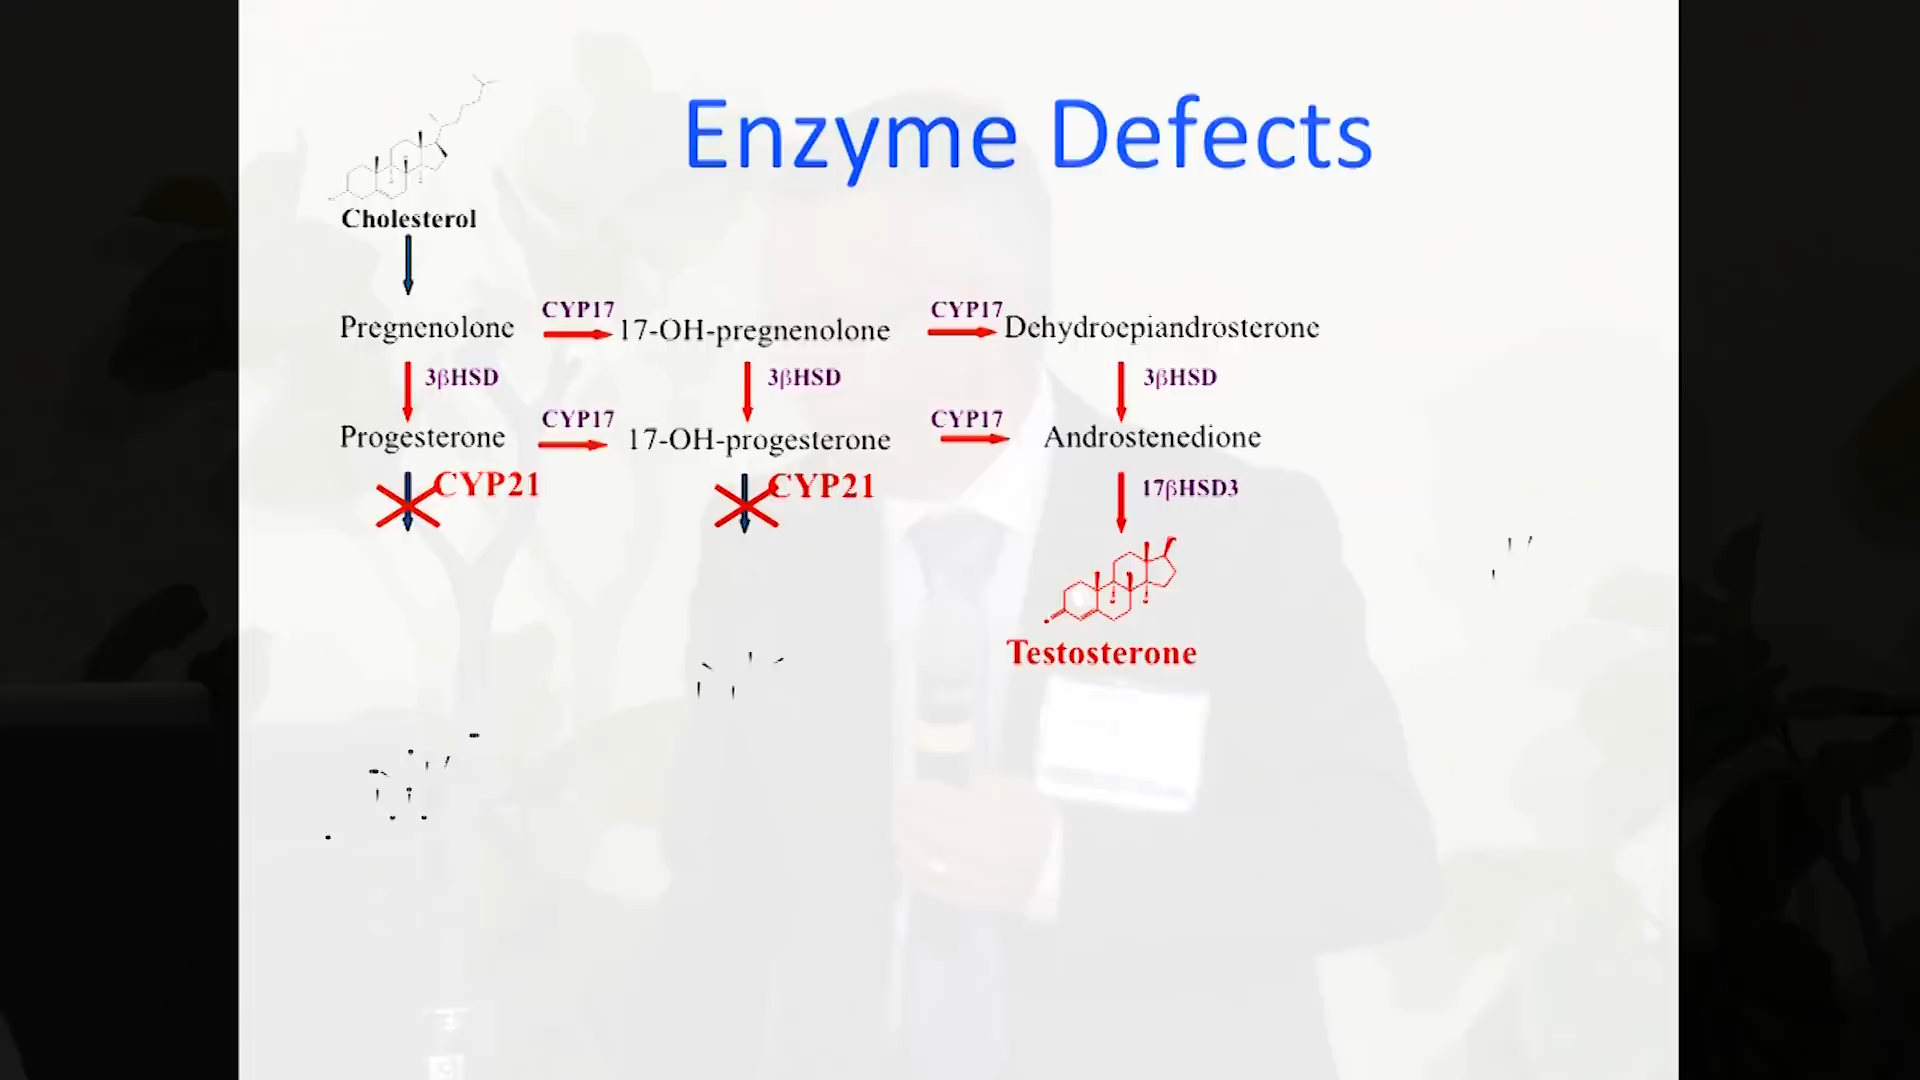 Enzyme Defects
Cholesterol
CYP17 CYP17
Pregnenolone 17-OH-pregnenolone Dehydroepiandrosterone
3βHSD 3βHSD 3βHSD
CYP17 CYP17
Progesterone 17-OH-progesterone Androstenedione
CYP21 CYP21 17βHSD3
Testosterone